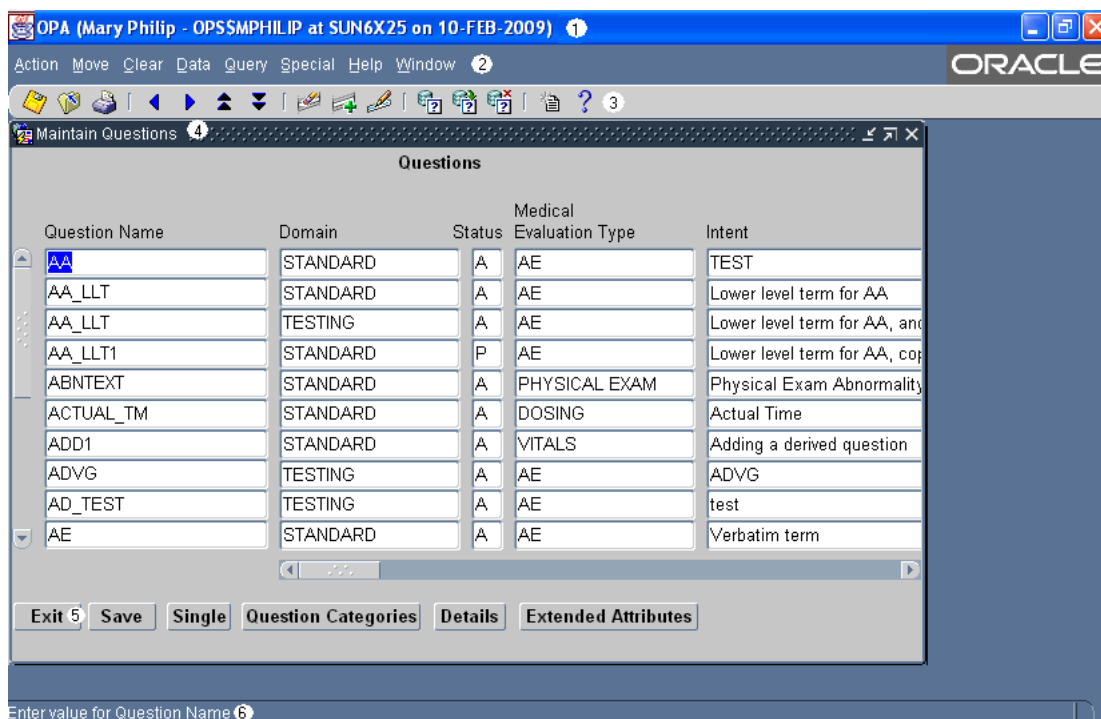 OPA (Mary Philip - OPS$MPHILIP at SUN6X25 on 10-FEB-2009) 1
Action Move Clear Data Query Special Help Window 2
ORACLE
3
Maintain Questions 4
Questions
Question Name Domain Status Medical Evaluation Type Intent
AA STANDARD A AE TEST
AA_LLT STANDARD A AE Lower level term for AA
AA_LLT TESTING A AE Lower level term for AA, and
AA_LLT1 STANDARD P AE Lower level term for AA, cop
ABNTEXT STANDARD A PHYSICAL EXAM Physical Exam Abnormality
ACTUAL_TM STANDARD A DOSING Actual Time
ADD1 STANDARD A VITALS Adding a derived question
ADVG TESTING A AE ADVG
AD_TEST TESTING A AE test
AE STANDARD A AE Verbatim term
Exit 5 Save Single Question Categories Details Extended Attributes
Enter value for Question Name 6